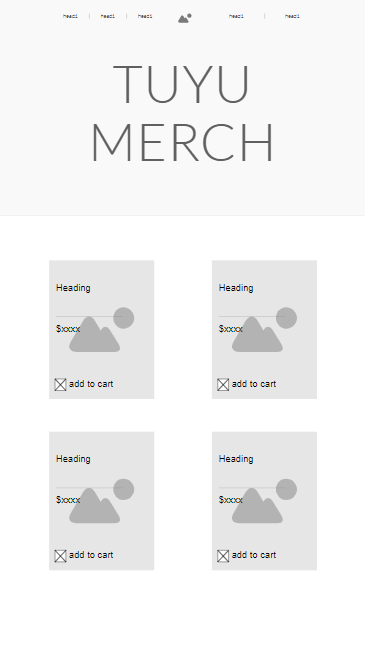 head1 | head1 | head1 head1 | head1
TUYU
MERCH
Heading Heading
$xxxx $xxxx
add to cart add to cart
Heading Heading
$xxxx $xxxx
add to cart add to cart